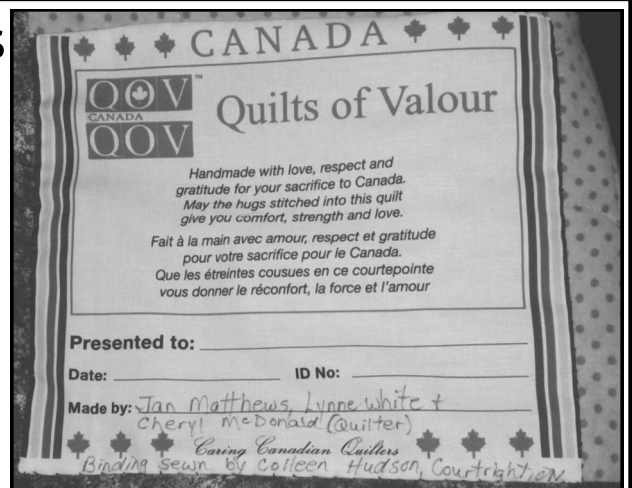 S
CANADA
QOV™
CANADA
QOV
Quilts of Valour
Handmade with love, respect and
gratitude for your sacrifice to Canada.
May the hugs stitched into this quilt
give you comfort, strength and love.
Fait à la main avec amour, respect et gratitude
pour votre sacrifice pour le Canada.
Que les étreintes cousues en ce courtepointe
vous donner le réconfort, la force et l'amour
Presented to:
Date: ID No:
Made by: Jan Matthews, Lynne White +
Cheryl McDonald (Quilter)
Caring Canadian Quilters
Binding sewn by Colleen Hudson, Courtright ON